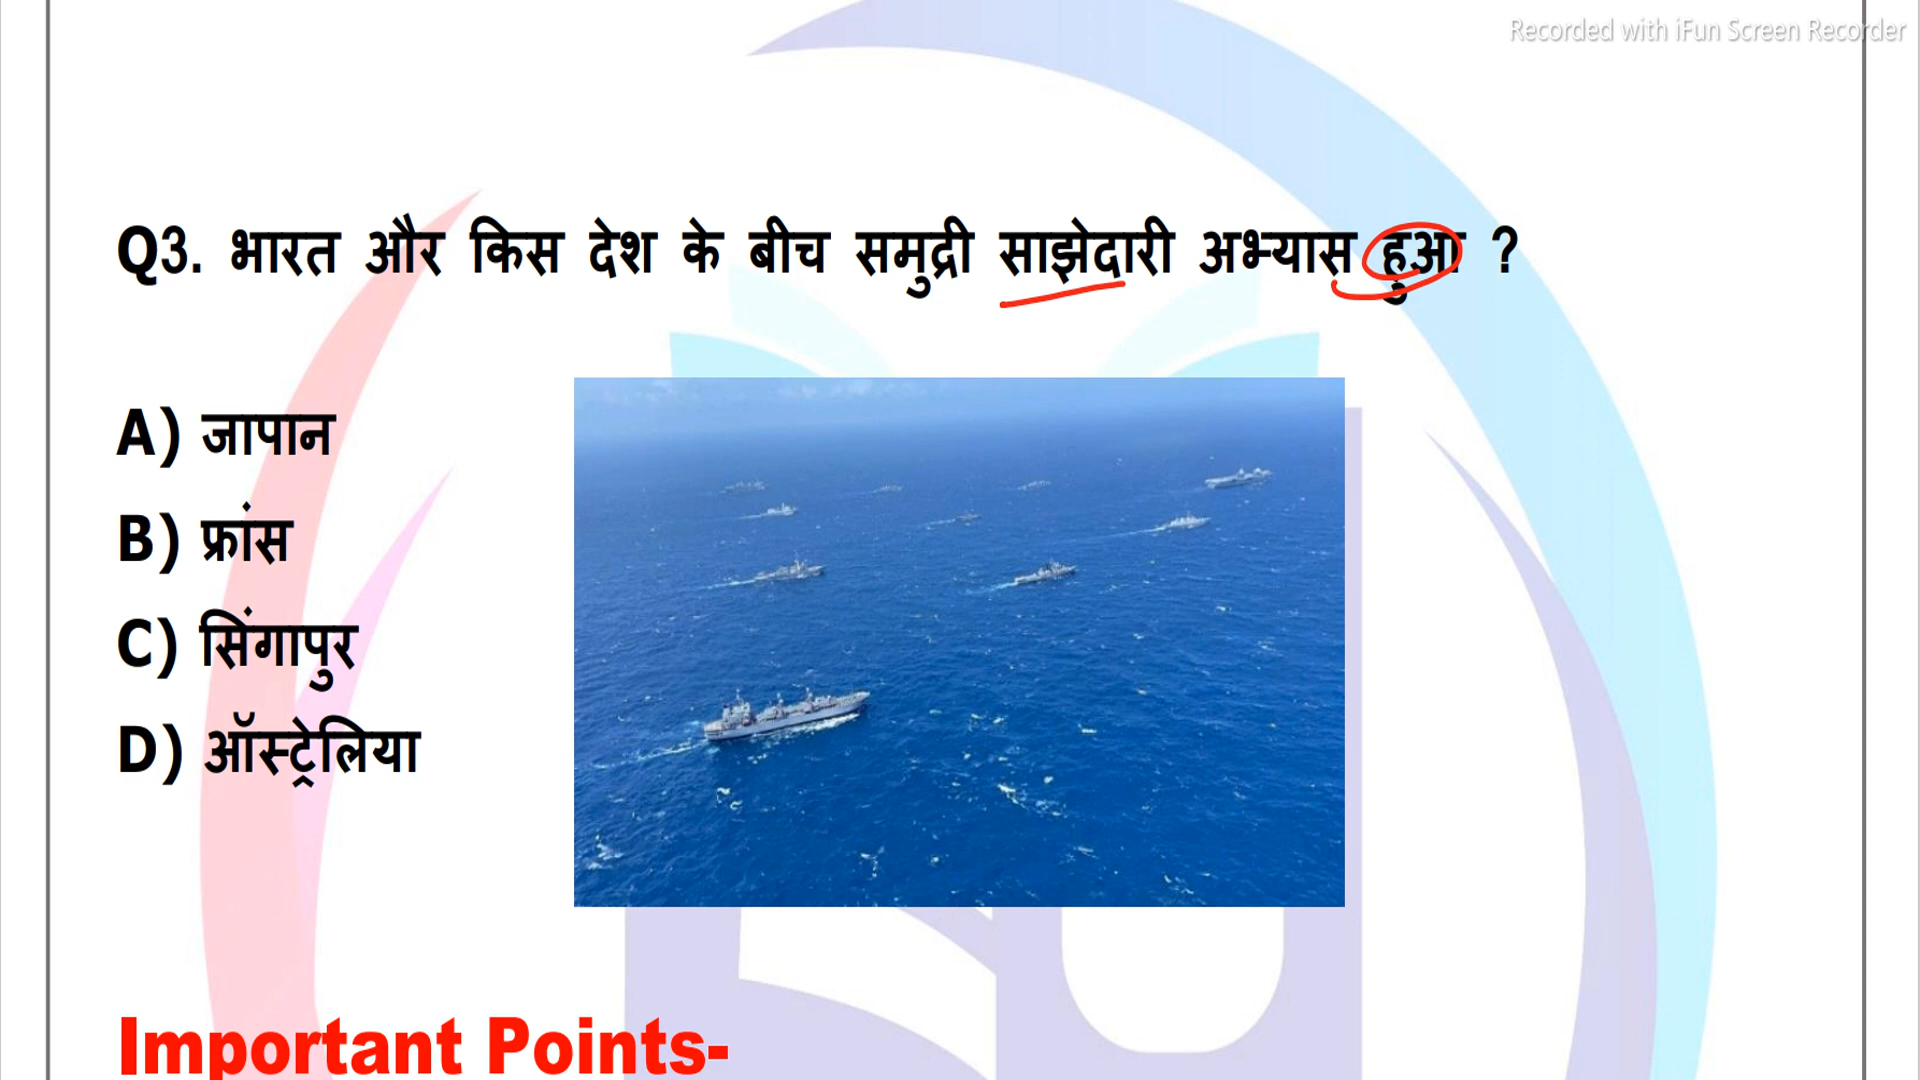 Recorded with iFun Screen Recorder
Q3. भारत और किस देश के बीच समुद्री साझेदारी अभ्यास हुआ ?
A) जापान
B) फ्रांस
C) सिंगापुर
D) ऑस्ट्रेलिया
Important Points-